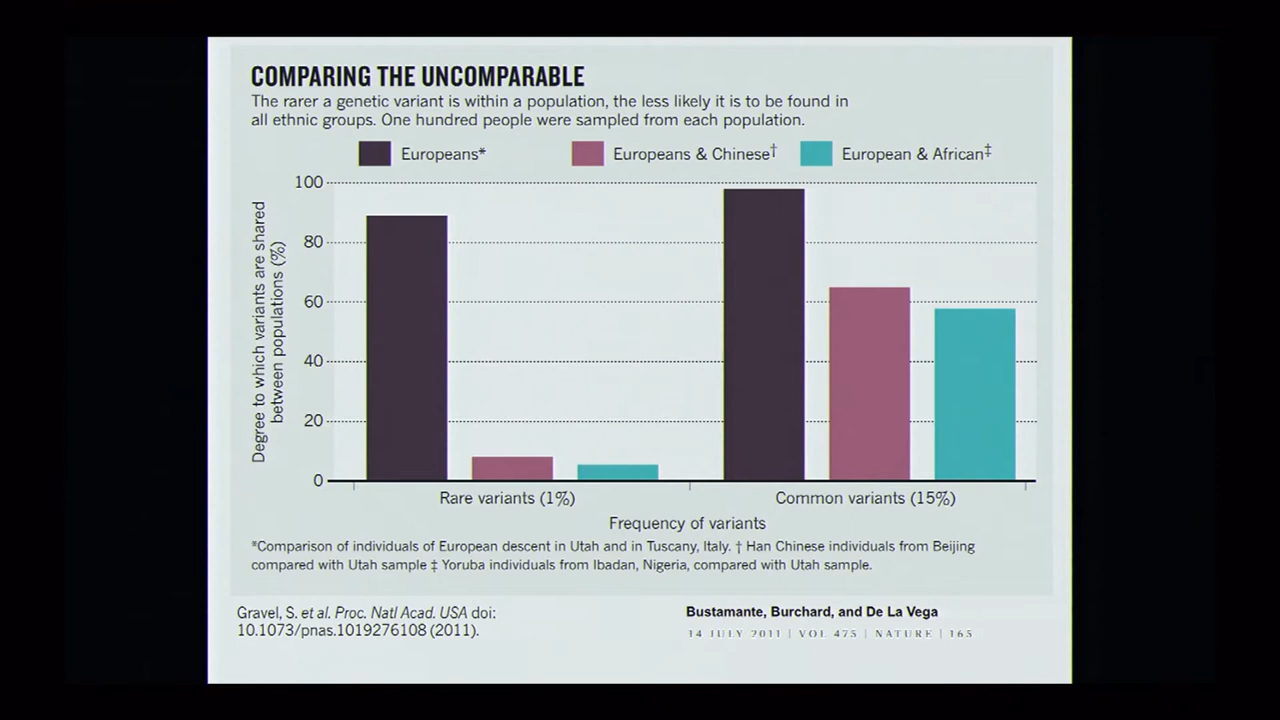 COMPARING THE UNCOMPARABLE
The rarer a genetic variant is within a population, the less likely it is to be found in
all ethnic groups. One hundred people were sampled from each population.
Europeans*
Europeans & Chinese†
European & African‡
Degree to which variants are shared
between populations (%)
100
80
60
40
20
0
Rare variants (1%)
Common variants (15%)
Frequency of variants
*Comparison of individuals of European descent in Utah and in Tuscany, Italy. † Han Chinese individuals from Beijing
compared with Utah sample ‡ Yoruba individuals from Ibadan, Nigeria, compared with Utah sample.
Gravel, S. et al. Proc. Natl Acad. USA doi:
10.1073/pnas.1019276108 (2011).
Bustamante, Burchard, and De La Vega
14 JULY 2011 | VOL 475 | NATURE | 165